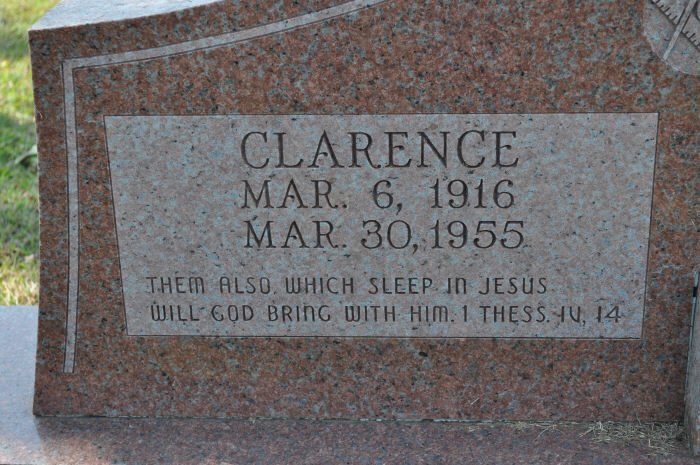 CLARENCE
MAR. 6, 1916
MAR. 30, 1955
THEM ALSO WHICH SLEEP IN JESUS
WILL GOD BRING WITH HIM. 1 THESS. IV, 14